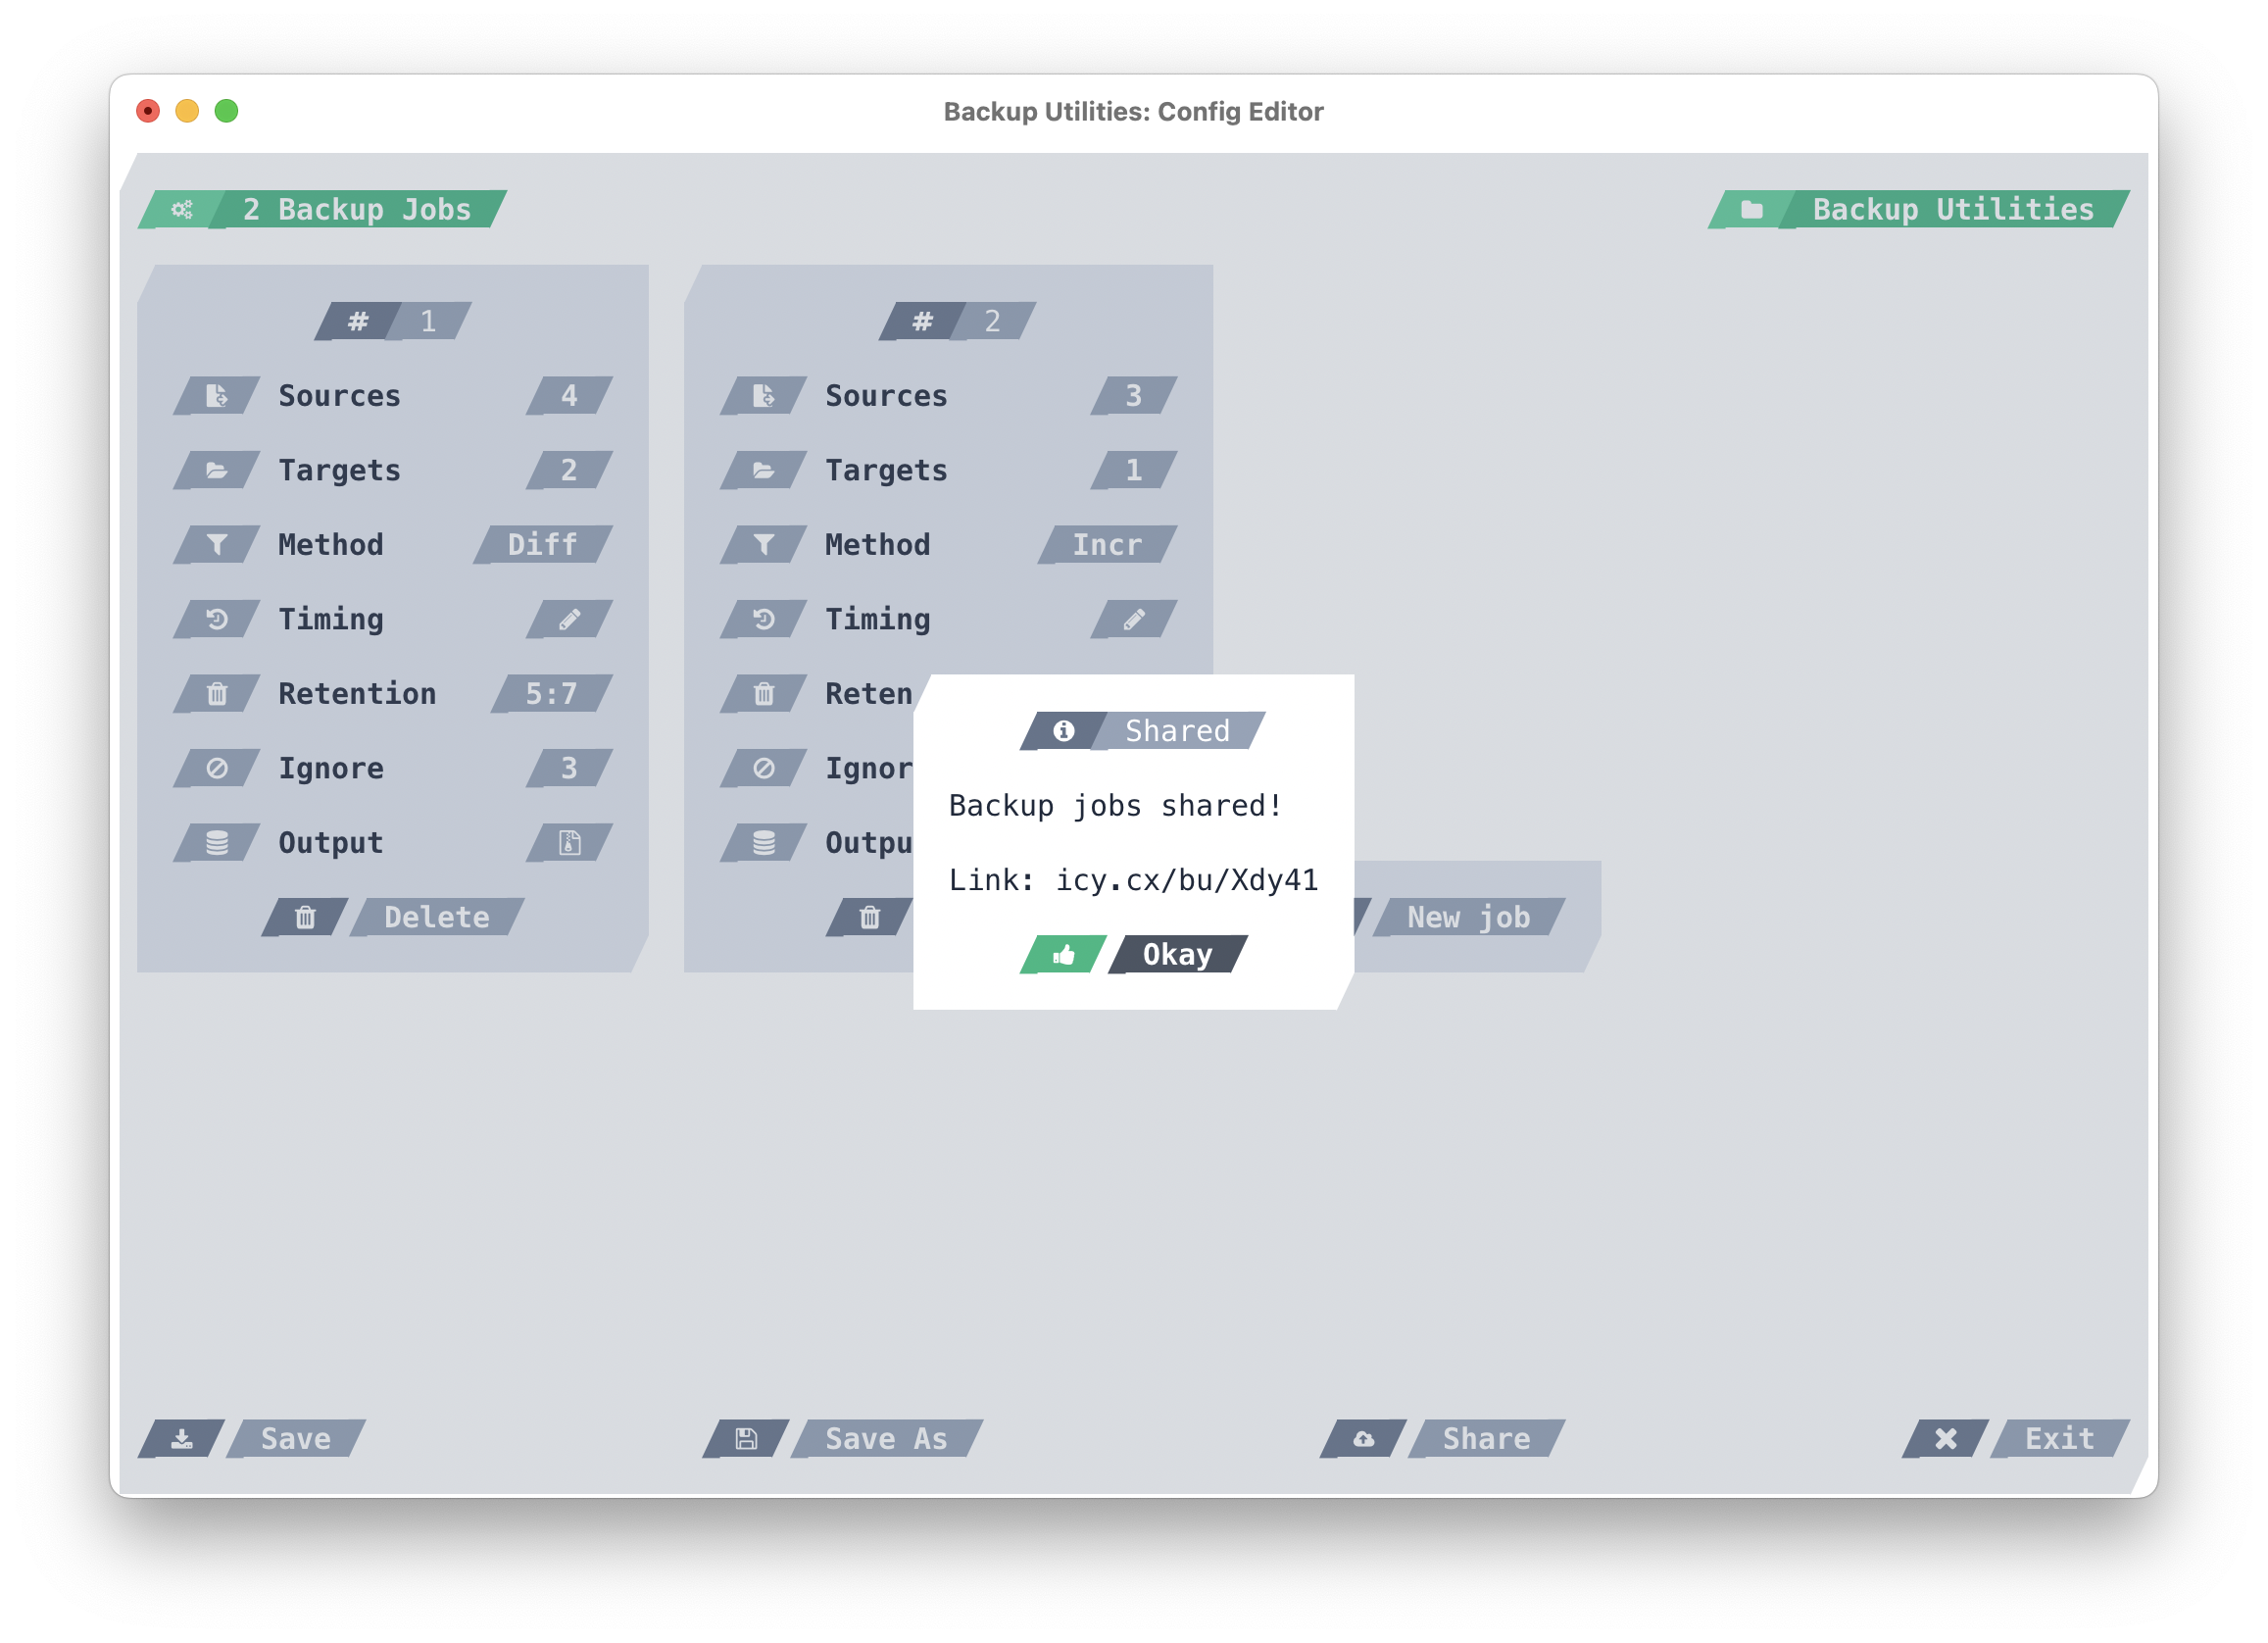 Backup Utilities: Config Editor
2 Backup Jobs
Backup Utilities
# 1
Sources 4
Targets 2
Method Diff
Timing
Retention 5:7
Ignore 3
Output
Delete
# 2
Sources 3
Targets 1
Method Incr
Timing
Reten
Ignor
Outpu
New job
Shared
Backup jobs shared!
Link: icy.cx/bu/Xdy41
Okay
Save
Save As
Share
Exit